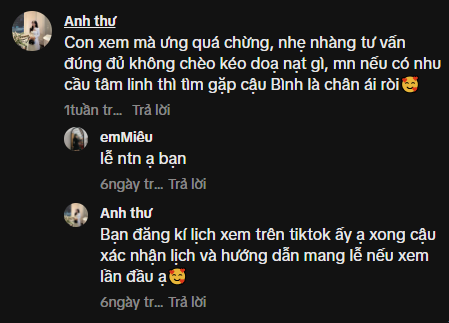 Anh thư
Con xem mà ưng quá chừng, nhẹ nhàng tư vấn
đúng đủ không chèo kéo doạ nạt gì, mn nếu có nhu
cầu tâm linh thì tìm gặp cậu Bình là chân ái ròi🥰
1tuần tr... Trả lời
emMiêu
lễ ntn ạ bạn
6ngày tr... Trả lời
Anh thư
Bạn đăng kí lịch xem trên tiktok ấy ạ xong cậu
xác nhận lịch và hướng dẫn mang lễ nếu xem
lần đầu ạ🥰
6ngày tr... Trả lời